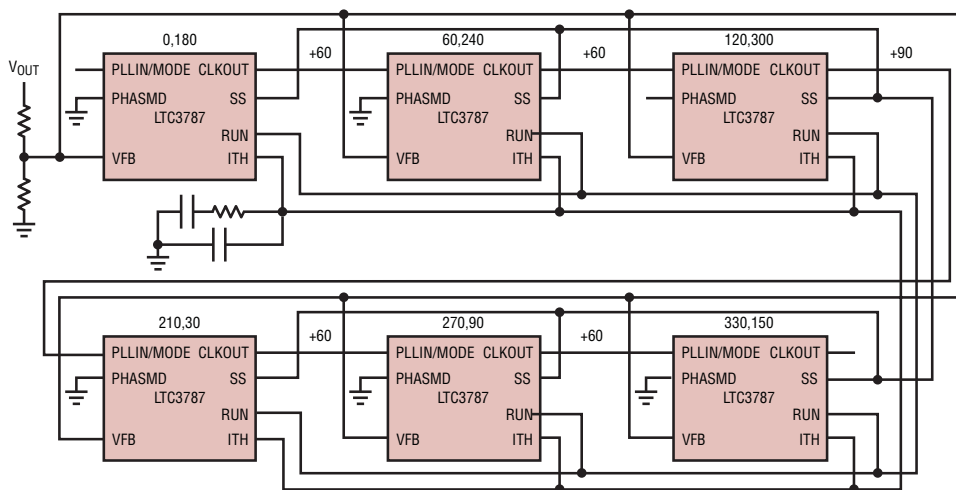 0,180
60,240
120,300
+60
+60
+90
VOUT
PLLIN/MODE CLKOUT
PHASMD SS
LTC3787
RUN
VFB ITH
PLLIN/MODE CLKOUT
PHASMD SS
LTC3787
RUN
VFB ITH
PLLIN/MODE CLKOUT
PHASMD SS
LTC3787
RUN
VFB ITH
210,30
270,90
330,150
+60
+60
PLLIN/MODE CLKOUT
PHASMD SS
LTC3787
RUN
VFB ITH
PLLIN/MODE CLKOUT
PHASMD SS
LTC3787
RUN
VFB ITH
PLLIN/MODE CLKOUT
PHASMD SS
LTC3787
RUN
VFB ITH